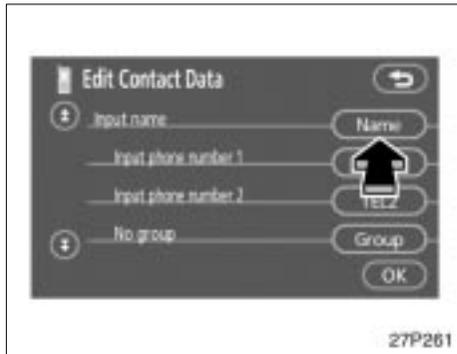 Edit Contact Data
Input name Name
Input phone number 1
Input phone number 2 TEL2
No group Group
OK
27P261